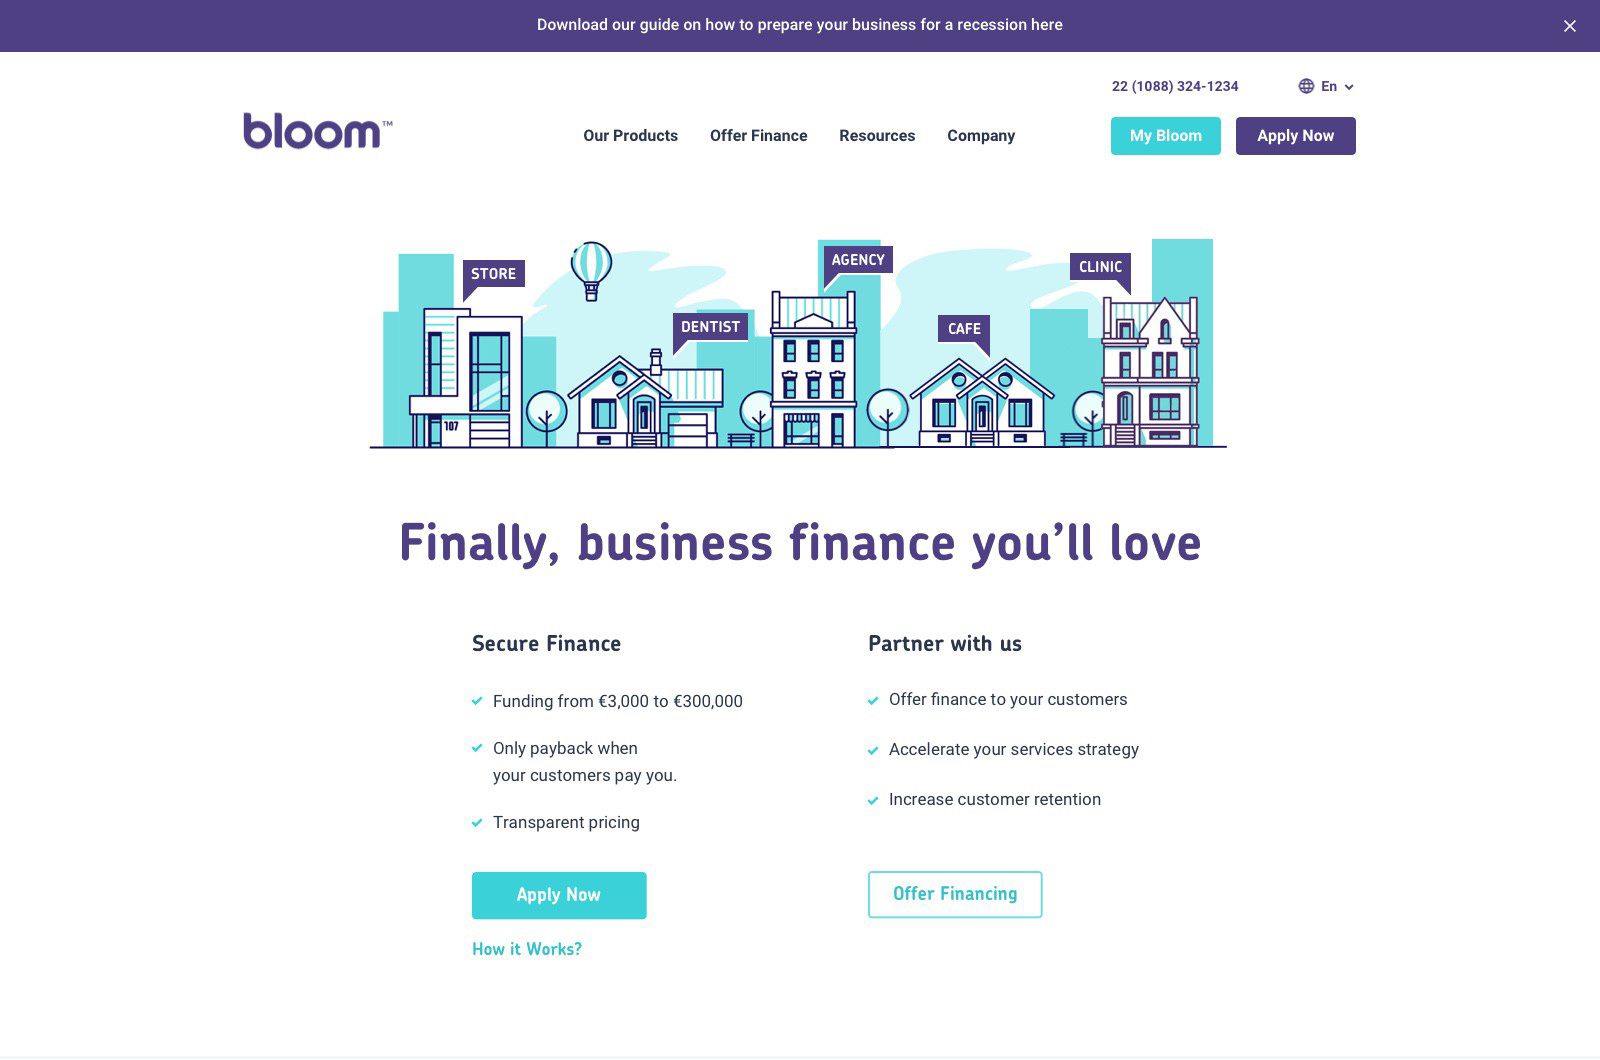 Download our guide on how to prepare your business for a recession here
22 (1088) 324-1234
En
bloom™
Our Products
Offer Finance
Resources
Company
My Bloom
Apply Now
STORE
AGENCY
CLINIC
DENTIST
CAFE
107
Finally, business finance you’ll love
Secure Finance
Funding from €3,000 to €300,000
Only payback when
your customers pay you.
Transparent pricing
Apply Now
How it Works?
Partner with us
Offer finance to your customers
Accelerate your services strategy
Increase customer retention
Offer Financing